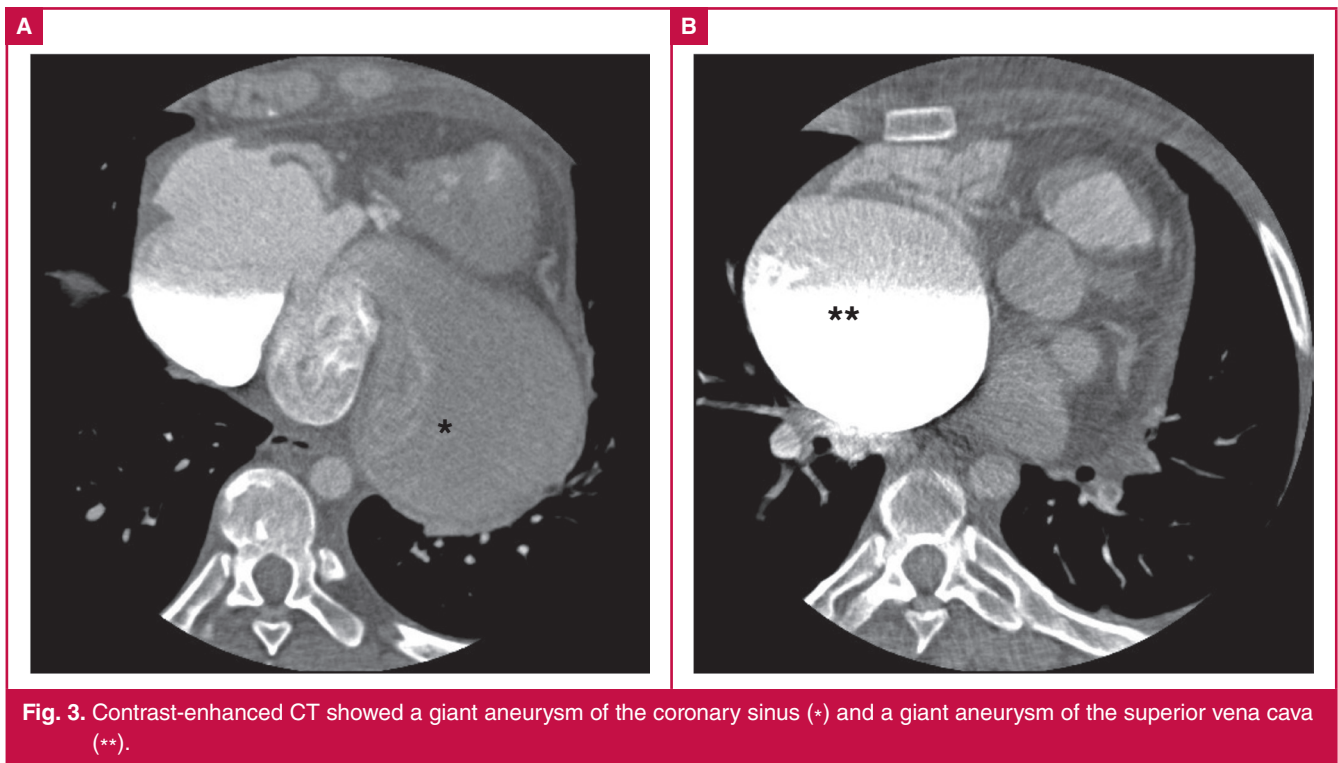 A
B
*
**
Fig. 3. Contrast-enhanced CT showed a giant aneurysm of the coronary sinus (*) and a giant aneurysm of the superior vena cava
(**).